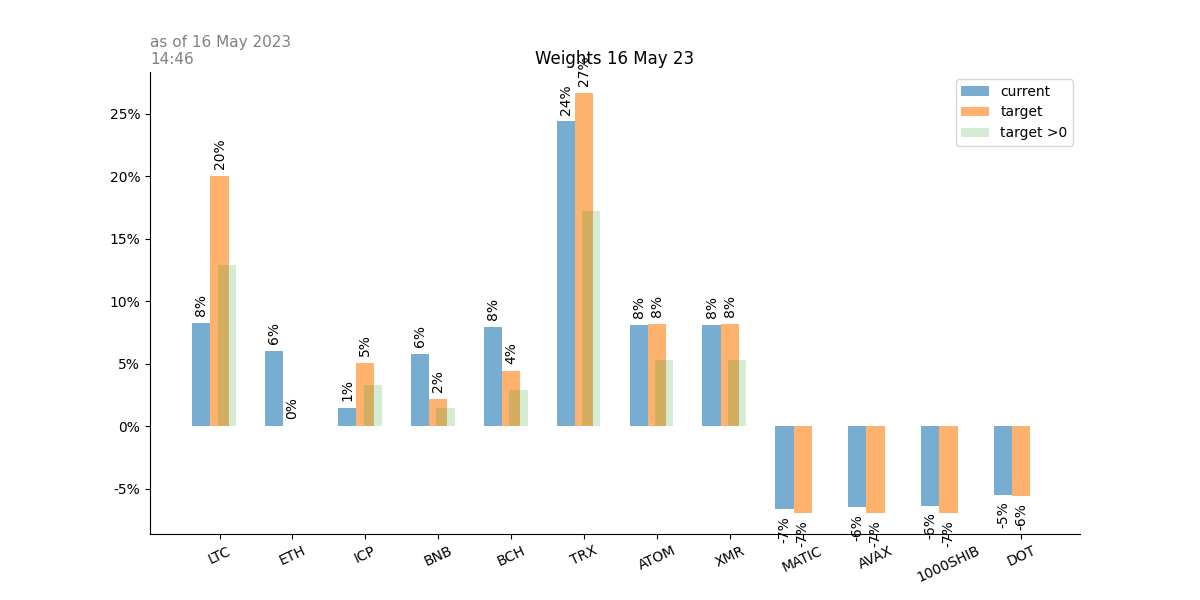 as of 16 May 2023
14:46
Weights 16 May 23
current
target
target >0
25%
20%
15%
10%
5%
0%
-5%
8%
20%
6%
0%
1%
5%
6%
2%
8%
4%
24%
27%
8%
8%
8%
8%
-7%
-7%
-6%
-7%
-6%
-7%
-5%
-6%
LTC
ETH
ICP
BNB
BCH
TRX
ATOM
XMR
MATIC
AVAX
1000SHIB
DOT